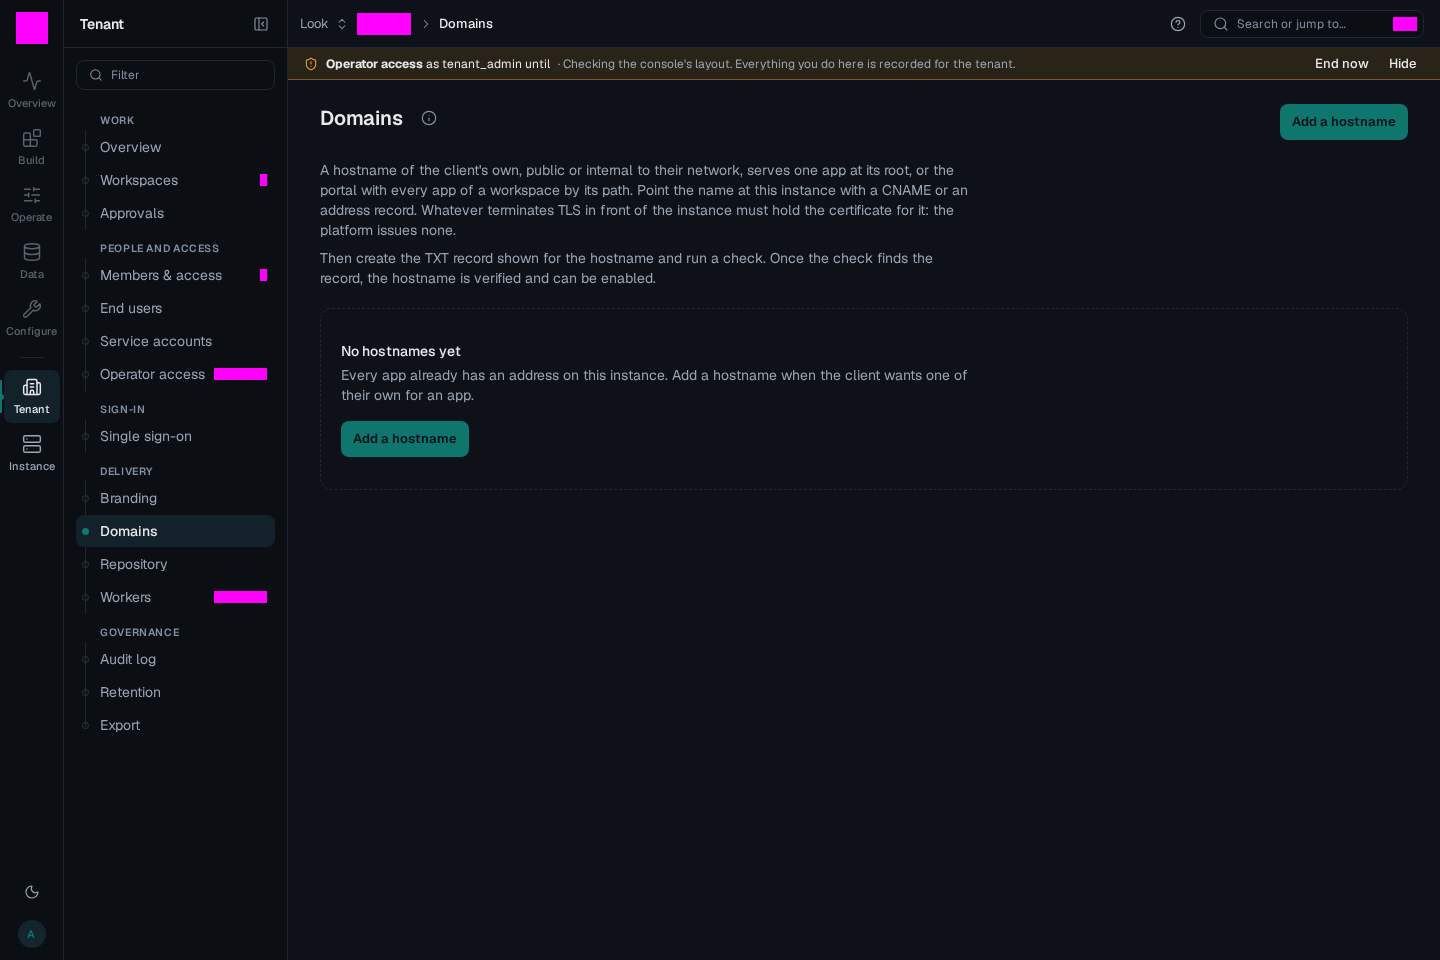 Tenant
Look
Domains
Search or jump to...
Operator access as tenant_admin until · Checking the console's layout. Everything you do here is recorded for the tenant.
End now
Hide
Overview
Build
Operate
Data
Configure
Tenant
Instance
A
Filter
WORK
Overview
Workspaces
Approvals
PEOPLE AND ACCESS
Members & access
End users
Service accounts
Operator access
SIGN-IN
Single sign-on
DELIVERY
Branding
Domains
Repository
Workers
GOVERNANCE
Audit log
Retention
Export
Domains
Add a hostname
A hostname of the client's own, public or internal to their network, serves one app at its root, or the
portal with every app of a workspace by its path. Point the name at this instance with a CNAME or an
address record. Whatever terminates TLS in front of the instance must hold the certificate for it: the
platform issues none.
Then create the TXT record shown for the hostname and run a check. Once the check finds the
record, the hostname is verified and can be enabled.
No hostnames yet
Every app already has an address on this instance. Add a hostname when the client wants one of
their own for an app.
Add a hostname